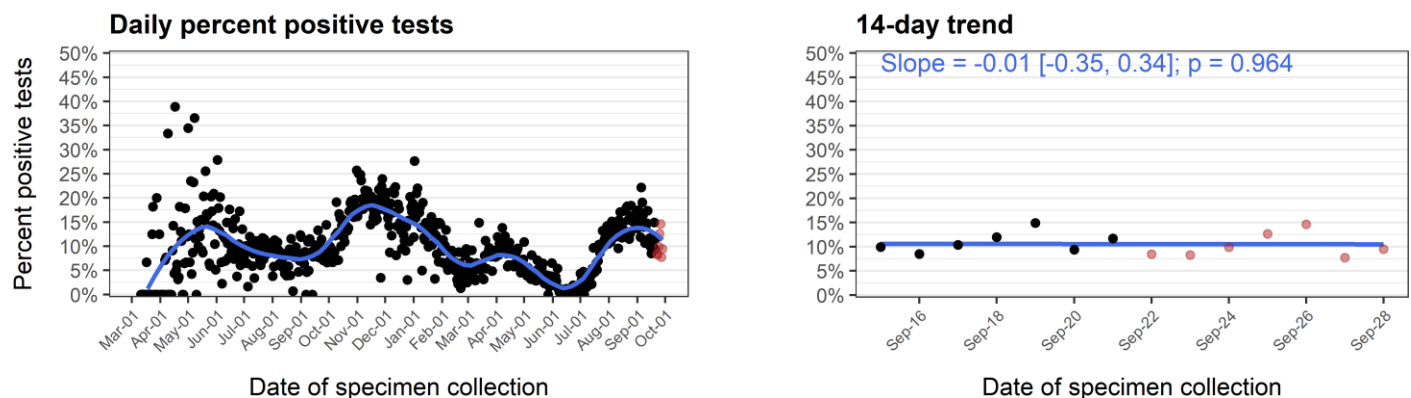 Daily percent positive tests
50%
45%
40%
35%
30%
25%
20%
15%
10%
5%
0%
Percent positive tests
Mar-01
Apr-01
May-01
Jun-01
Jul-01
Aug-01
Sep-01
Oct-01
Nov-01
Dec-01
Jan-01
Feb-01
Mar-01
Apr-01
May-01
Jun-01
Jul-01
Aug-01
Sep-01
Oct-01
Date of specimen collection
14-day trend
Slope = -0.01 [-0.35, 0.34]; p = 0.964
50%
45%
40%
35%
30%
25%
20%
15%
10%
5%
0%
Sep-16
Sep-18
Sep-20
Sep-22
Sep-24
Sep-26
Sep-28
Date of specimen collection